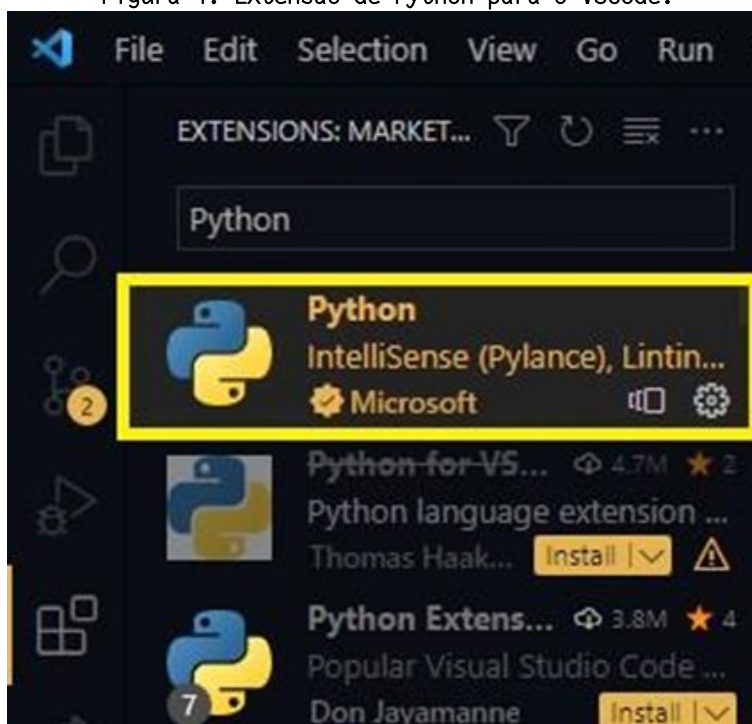 Figura 4. Extensão de Python para o VSCode.
File Edit Selection View Go Run
EXTENSIONS: MARKET... ...
Python
Python
IntelliSense (Pylance), Lintin...
Microsoft
2
Python for VS... 4.7M ★ 2
Python language extension ...
Thomas Haak... Install
Python Extens... 3.8M ★ 4
Popular Visual Studio Code ...
7
Don Jayamanne Install